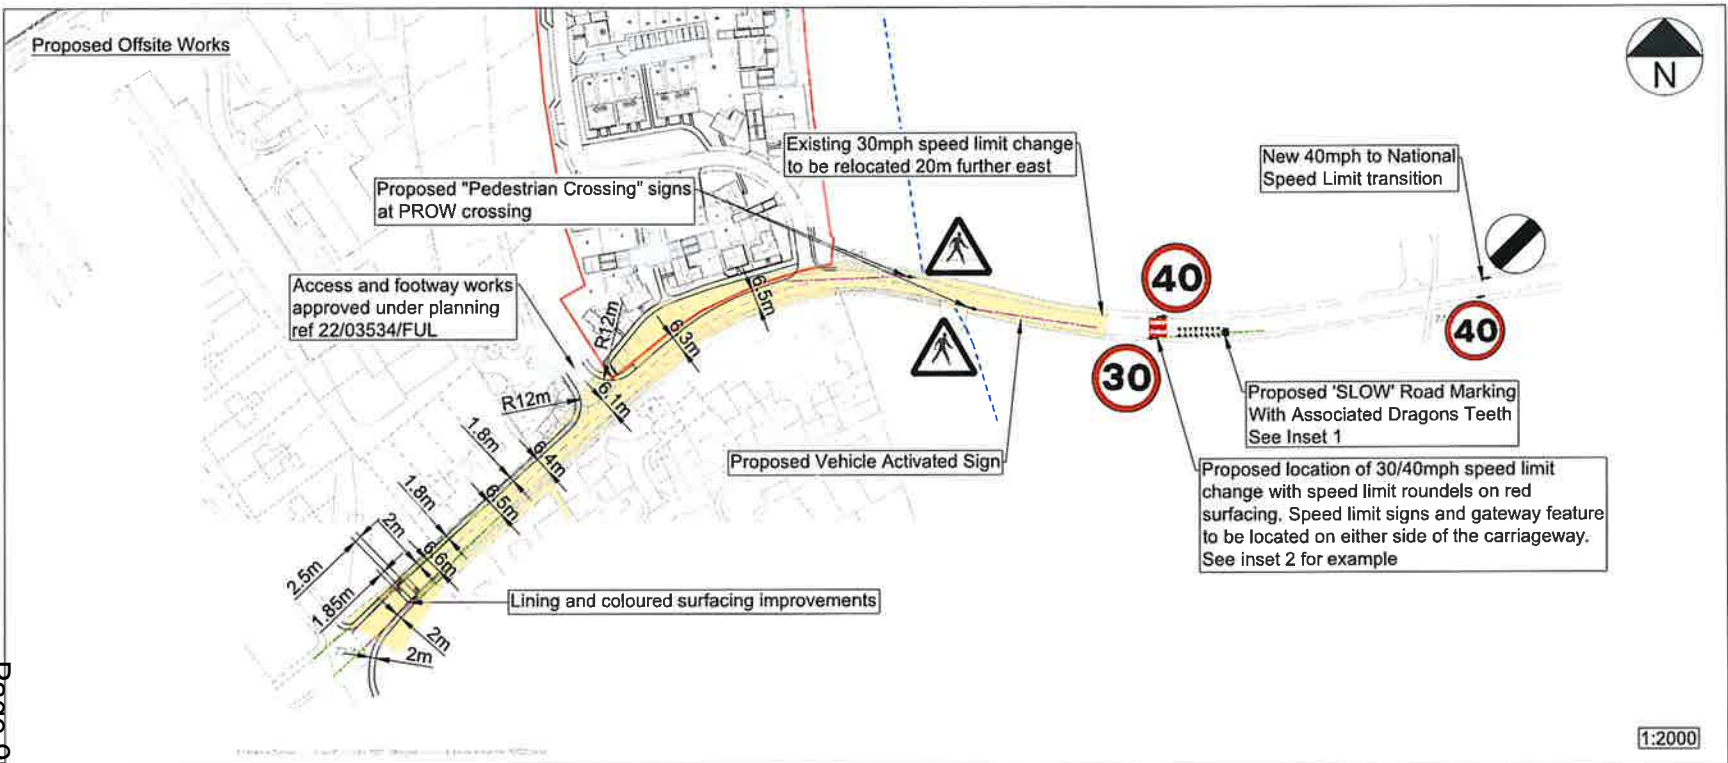 Proposed Offsite Works
N
Existing 30mph speed limit change
to be relocated 20m further east
New 40mph to National
Speed Limit transition
Proposed "Pedestrian Crossing" signs
at PROW crossing
Access and footway works
approved under planning
ref 22/03534/FUL
40
40
30
R12m
6.5m
6.3m
6.1m
R12m
1.8m
6.4m
1.8m
6.5m
2m
6.6m
2.5m
1.85m
2m
2m
Proposed 'SLOW' Road Marking
With Associated Dragons Teeth
See Inset 1
Proposed Vehicle Activated Sign
Proposed location of 30/40mph speed limit
change with speed limit roundels on red
surfacing. Speed limit signs and gateway feature
to be located on either side of the carriageway.
See inset 2 for example
Lining and coloured surfacing improvements
1:2000
Page